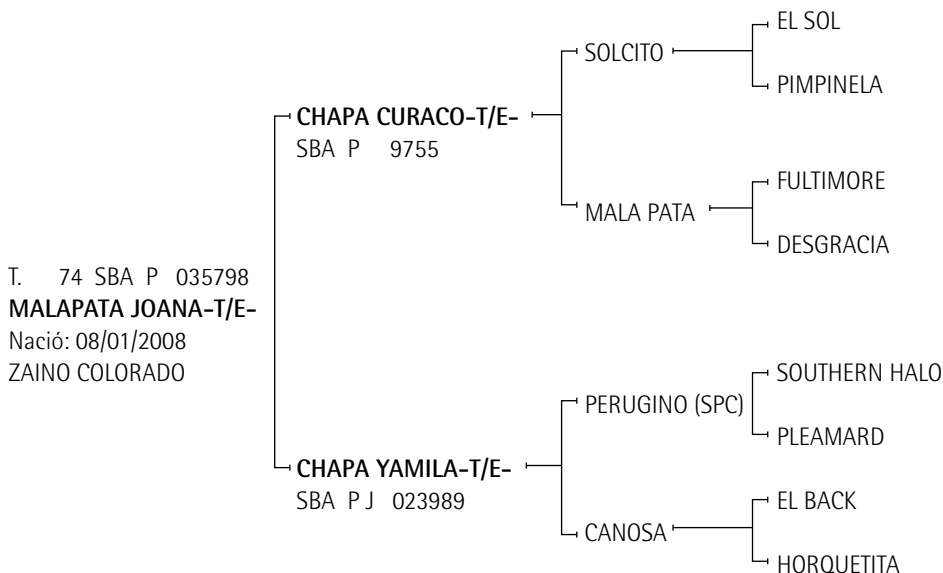 EL SOL
SOLCITO
PIMPINELA
CHAPA CURACO-T/E-
SBA P 9755
FULTIMORE
MALA PATA
DESGRACIA
T. 74 SBA P 035798
MALAPATA JOANA-T/E-
Nació: 08/01/2008
ZAINO COLORADO
SOUTHERN HALO
PERUGINO (SPC)
PLEAMARD
CHAPA YAMILA-T/E-
SBA P J 023989
EL BACK
CANOSA
HORQUETITA